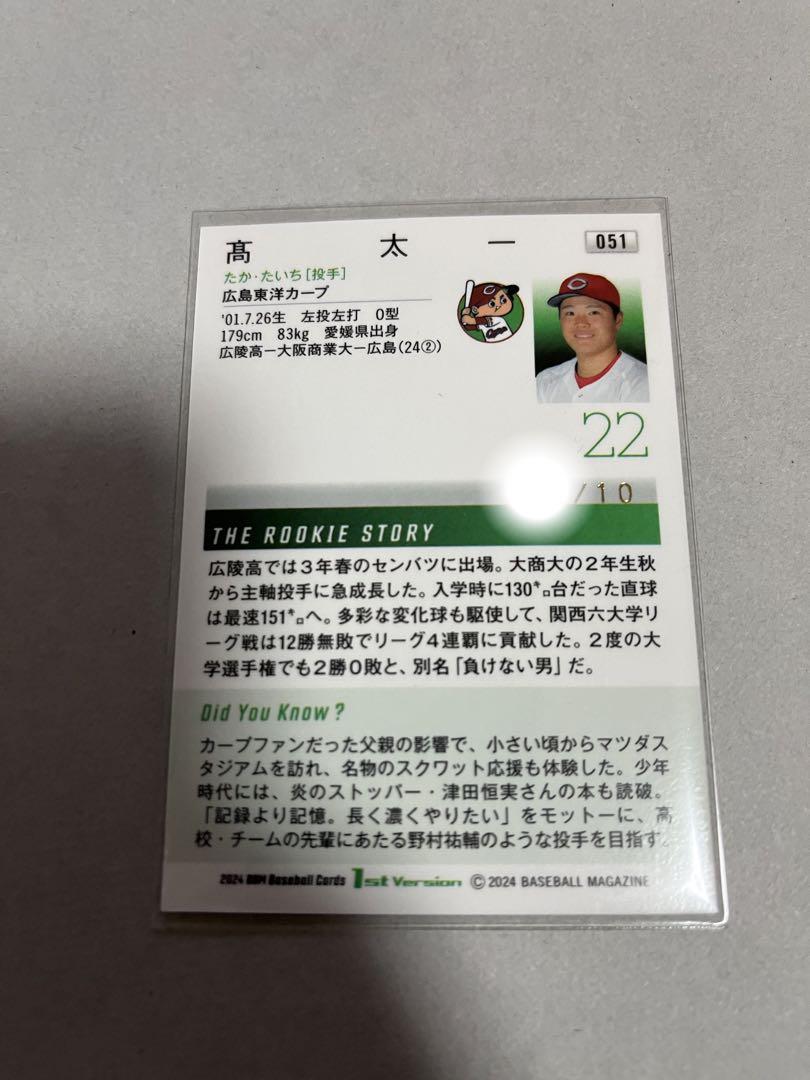 髙 太 一
051
たか・たいち[投手]
広島東洋カープ
'01.7.26生 左投左打 O型
179cm 83kg 愛媛県出身
広陵高ー大阪商業大ー広島(24②)
22
/10
THE ROOKIE STORY
広陵高では3年春のセンバツに出場。大商大の2年生秋
から主軸投手に急成長した。入学時に130㌔台だった直球
は最速151㌔へ。多彩な変化球も駆使して、関西六大学リ
ーグ戦は12勝無敗でリーグ4連覇に貢献した。2度の大
学選手権でも2勝0敗と、別名「負けない男」だ。
Did You Know?
カープファンだった父親の影響で、小さい頃からマツダス
タジアムを訪れ、名物のスクワット応援も体験した。少年
時代には、炎のストッパー・津田恒実さんの本も読破。
「記録より記憶。長く濃くやりたい」をモットーに、高
校・チームの先輩にあたる野村祐輔のような投手を目指す。
2024 BBM Baseball Cards 1st Version © 2024 BASEBALL MAGAZINE